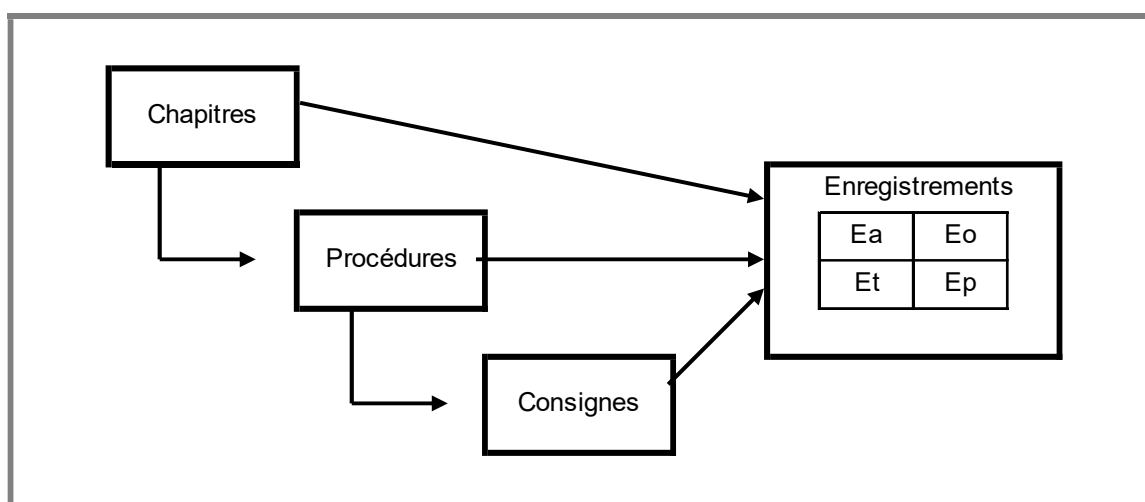 Chapitres
Enregistrements
Ea Eo
Procédures
Et Ep
Consignes